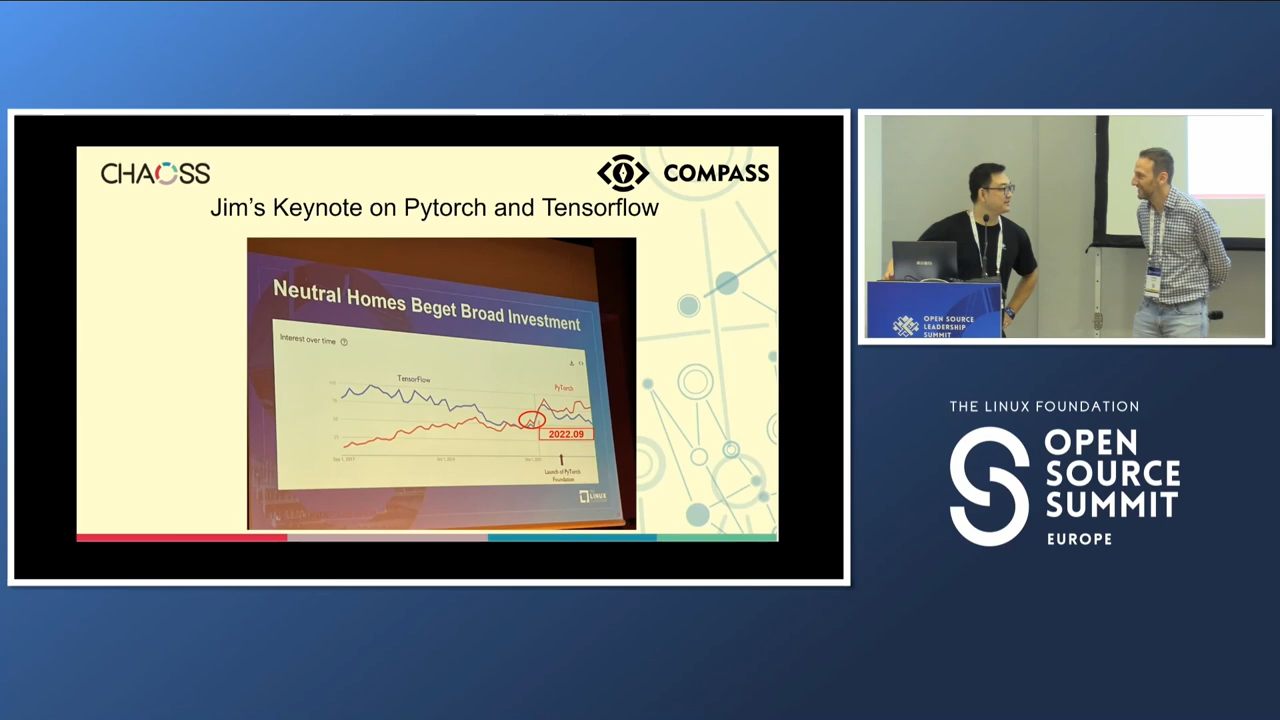 CHAOSS
COMPASS
Jim's Keynote on Pytorch and Tensorflow
Neutral Homes Beget Broad Investment
Interest over time
TensorFlow
PyTorch
2022.09
Launch of PyTorch
Foundation
LINUX
OPEN SOURCE
LEADERSHIP
SUMMIT
THE LINUX FOUNDATION
OPEN
SOURCE
SUMMIT
EUROPE